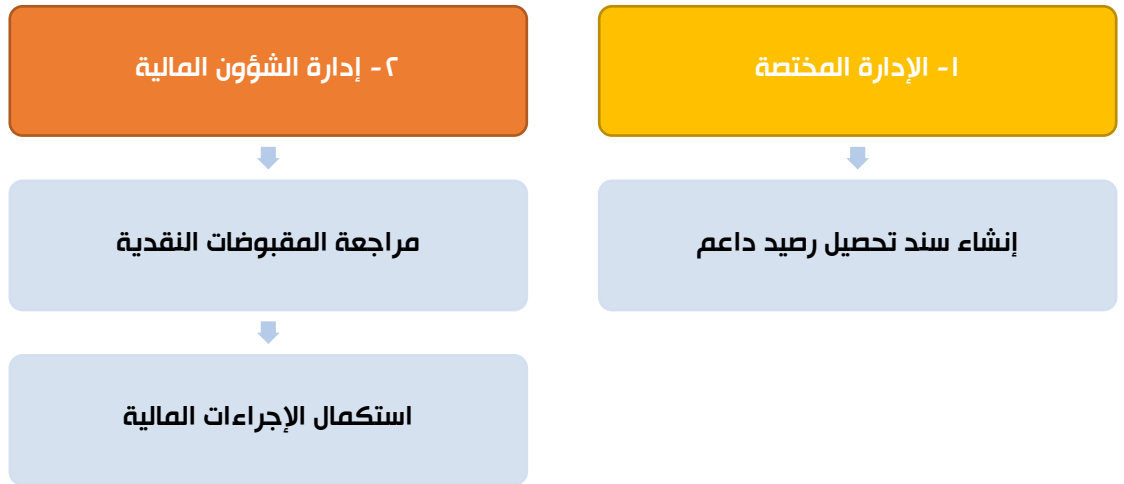 ١- الإدارة المختصة
إنشاء سند تحصيل رصيد داعم
٢- إدارة الشؤون المالية
مراجعة المقبوضات النقدية
استكمال الإجراءات المالية